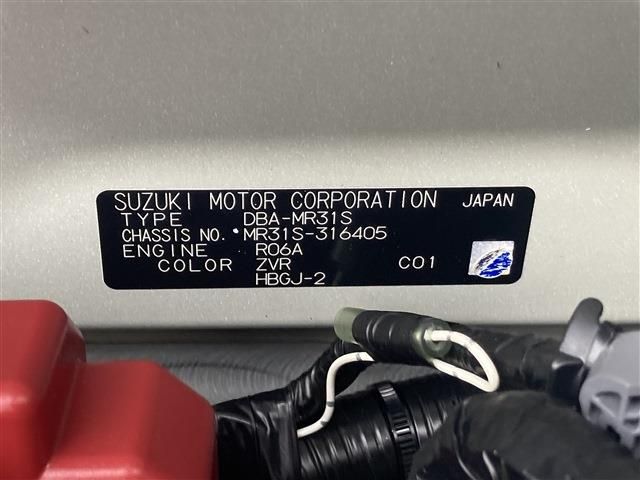 SUZUKI MOTOR CORPORATION JAPAN
TYPE DBA-MR31S
CHASSIS NO. *MR31S-316405
ENGINE R06A
COLOR ZVR C01
HBGJ-2